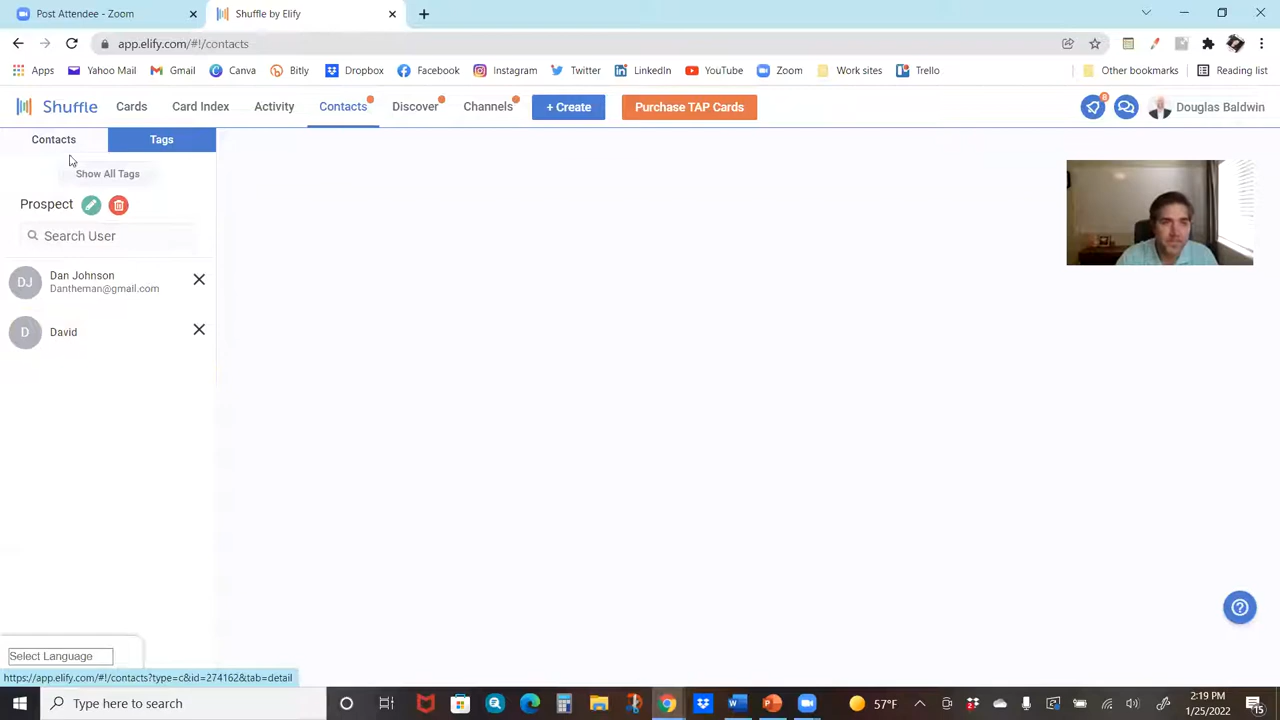 Post Attendee - Zoom
Shuffle by Elify
app.elify.com/#!/contacts
Apps Yahoo Mail Gmail Canva Bitly Dropbox Facebook Instagram Twitter LinkedIn YouTube Zoom Work sites Trello Other bookmarks Reading list
Shuffle Cards Card Index Activity Contacts Discover Channels + Create Purchase TAP Cards 8 Douglas Baldwin
Contacts Tags
Show All Tags
Prospect
Search User
DJ Dan Johnson
Dantheman@gmail.com
D David
Select Language
https://app.elify.com/#!/contacts?type=c&id=274162&tab=detail
Type here to search
57°F
2:19 PM
1/25/2022
15